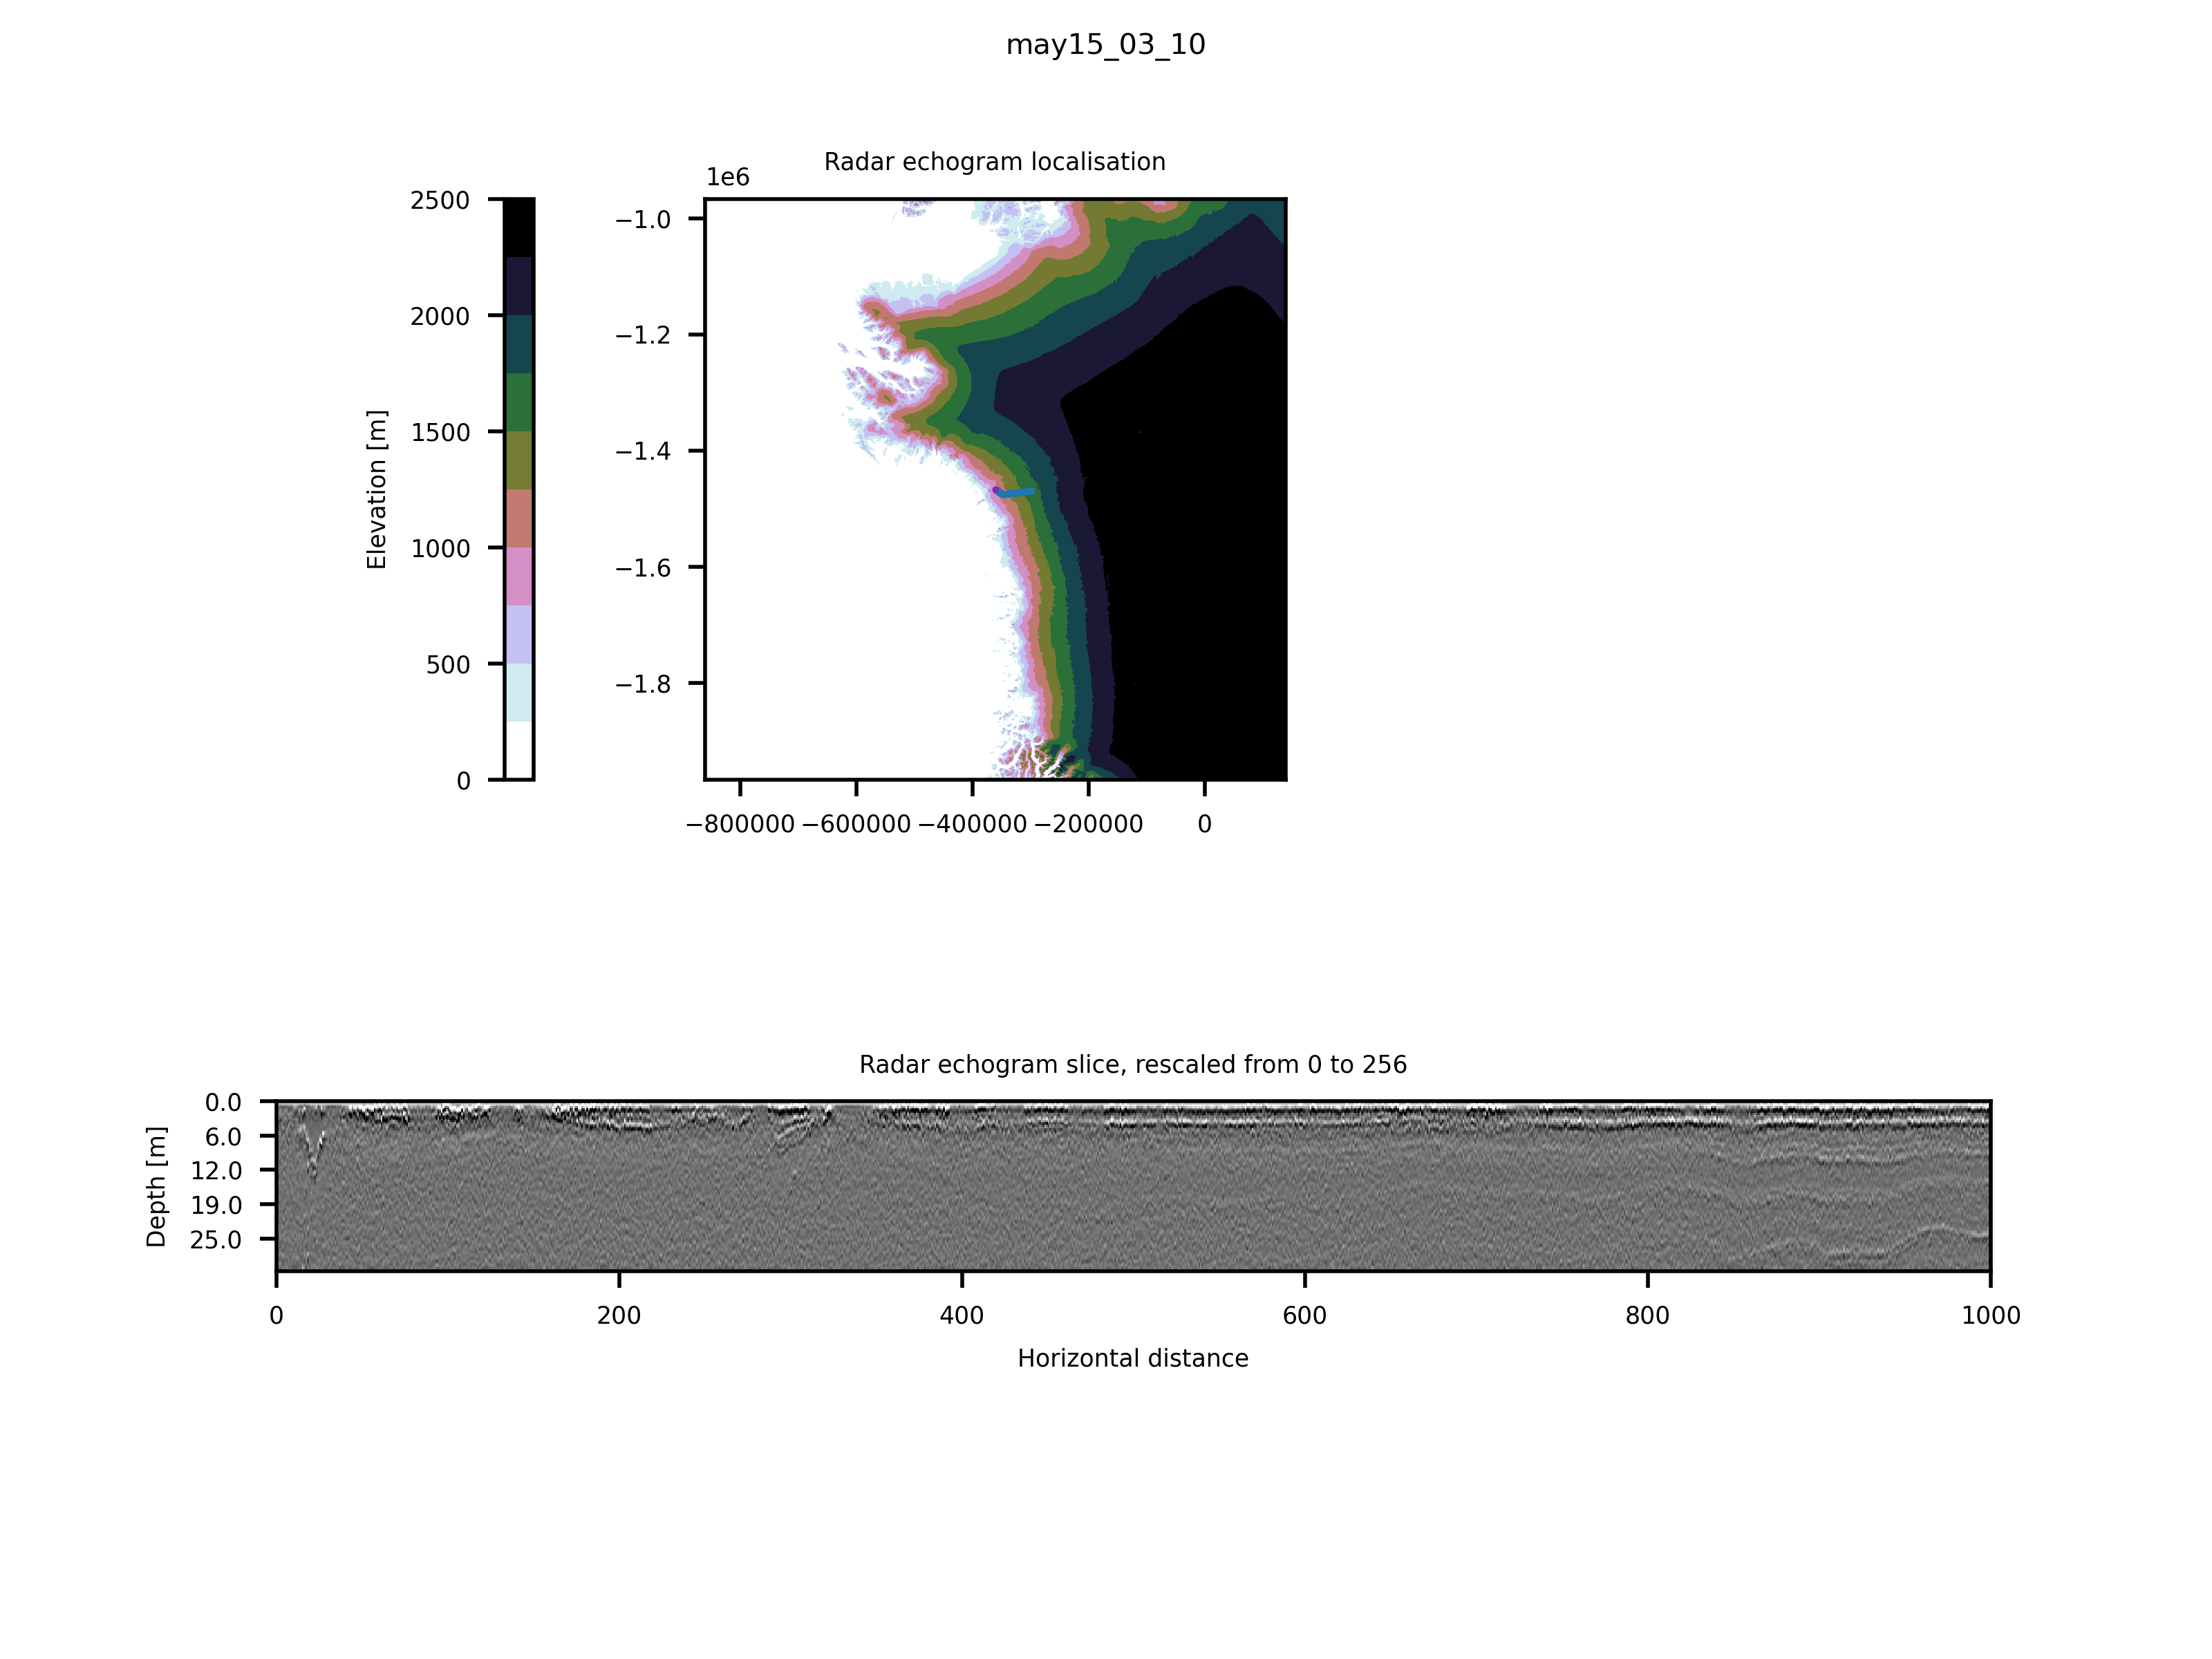 may15_03_10
Radar echogram localisation
1e6
2500
2000
1500
1000
500
0
Elevation [m]
−1.0
−1.2
−1.4
−1.6
−1.8
−800000 −600000 −400000 −200000 0
Radar echogram slice, rescaled from 0 to 256
0.0
6.0
12.0
19.0
25.0
Depth [m]
0 200 400 600 800 1000
Horizontal distance